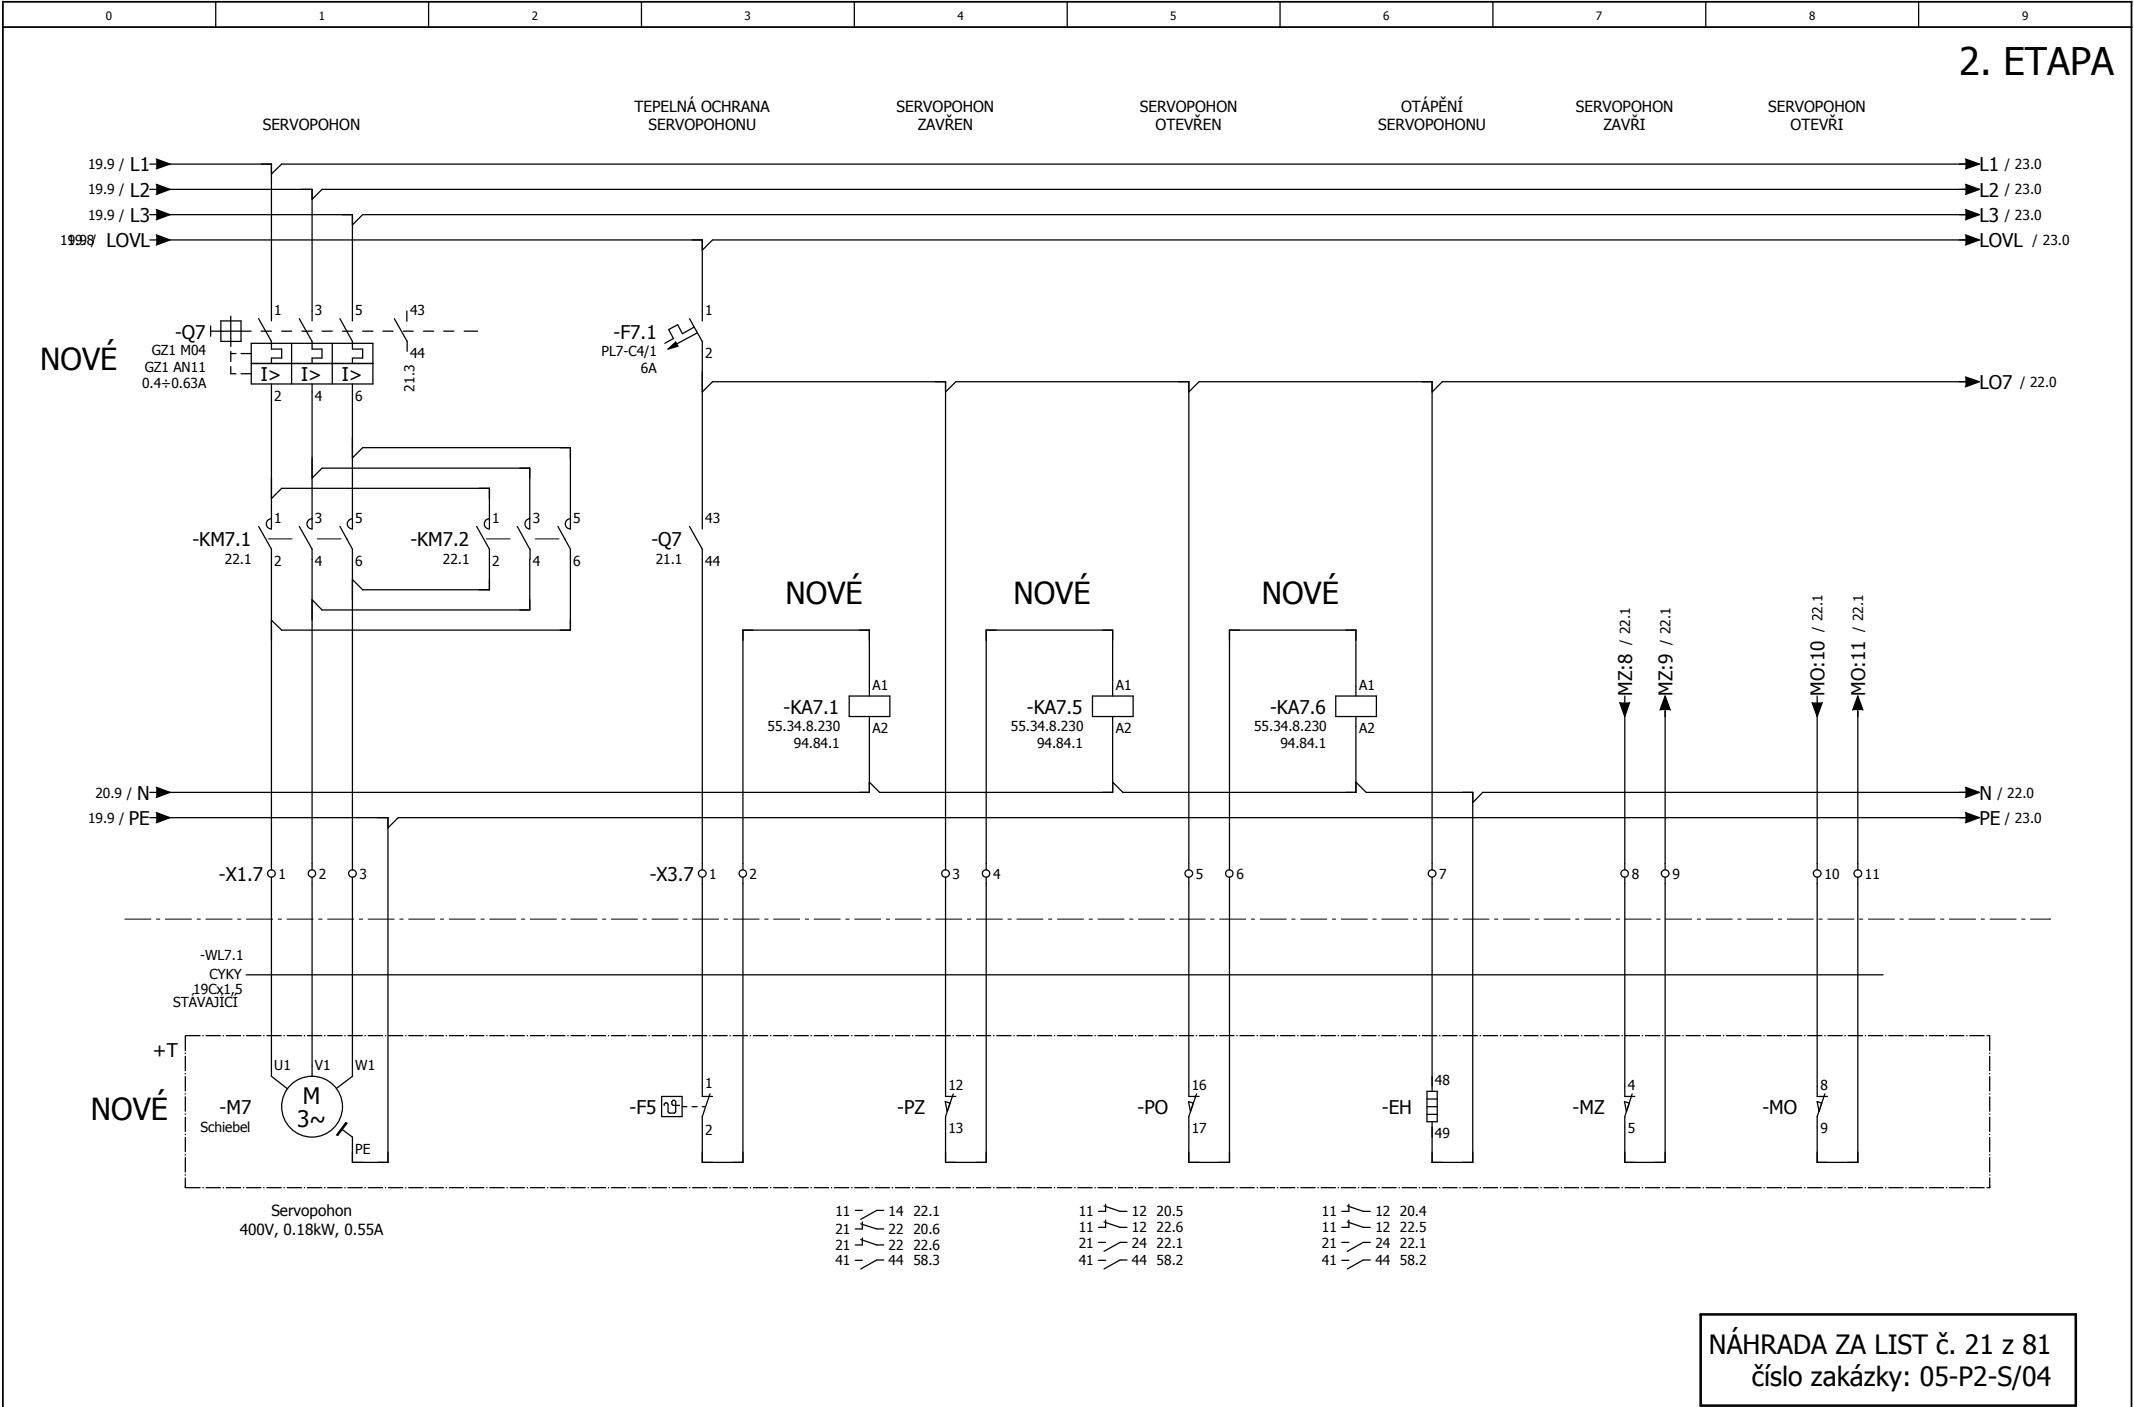 0 1 2 3 4 5 6 7 8 9
2. ETAPA
SERVOPOHON
TEPELNÁ OCHRANA
SERVOPOHONU
SERVOPOHON
ZAVŘEN
SERVOPOHON
OTEVŘEN
OTÁPĚNÍ
SERVOPOHONU
SERVOPOHON
ZAVŘI
SERVOPOHON
OTEVŘI
19.9 / L1
L1 / 23.0
19.9 / L2
L2 / 23.0
19.9 / L3
L3 / 23.0
LOVL
LOVL / 23.0
NOVÉ
-Q7
GZ1 M04
GZ1 AN11
0.4÷0.63A
1 3 5 43
I> I> I>
2 4 6 44
21.3
-F7.1
PL7-C4/1
6A
1
2
LO7 / 22.0
-KM7.1
22.1
1 3 5
2 4 6
-KM7.2
22.1
1 3 5
2 4 6
-Q7
21.1
43
44
NOVÉ
NOVÉ
NOVÉ
-KA7.1
55.34.8.230
94.84.1
A1
A2
-KA7.5
55.34.8.230
94.84.1
A1
A2
-KA7.6
55.34.8.230
94.84.1
A1
A2
MZ:8 / 22.1
MZ:9 / 22.1
MO:10 / 22.1
MO:11 / 22.1
20.9 / N
N / 22.0
19.9 / PE
PE / 23.0
-X1.7 1 2 3
-X3.7 1 2 3 4 5 6 7 8 9 10 11
-WL7.1
CYKY
19Cx1,5
STÁVAJÍCÍ
+T
NOVÉ
-M7
Schiebel
U1 V1 W1
M
3~
PE
-F5
1
2
-PZ
12
13
-PO
16
17
-EH
48
49
-MZ
4
5
-MO
8
9
Servopohon
400V, 0.18kW, 0.55A
11 14 22.1
21 22 20.6
21 22 22.6
41 44 58.3
11 12 20.5
11 12 22.6
21 24 22.1
41 44 58.2
11 12 20.4
11 12 22.5
21 24 22.1
41 44 58.2
NÁHRADA ZA LIST č. 21 z 81
číslo zakázky: 05-P2-S/04